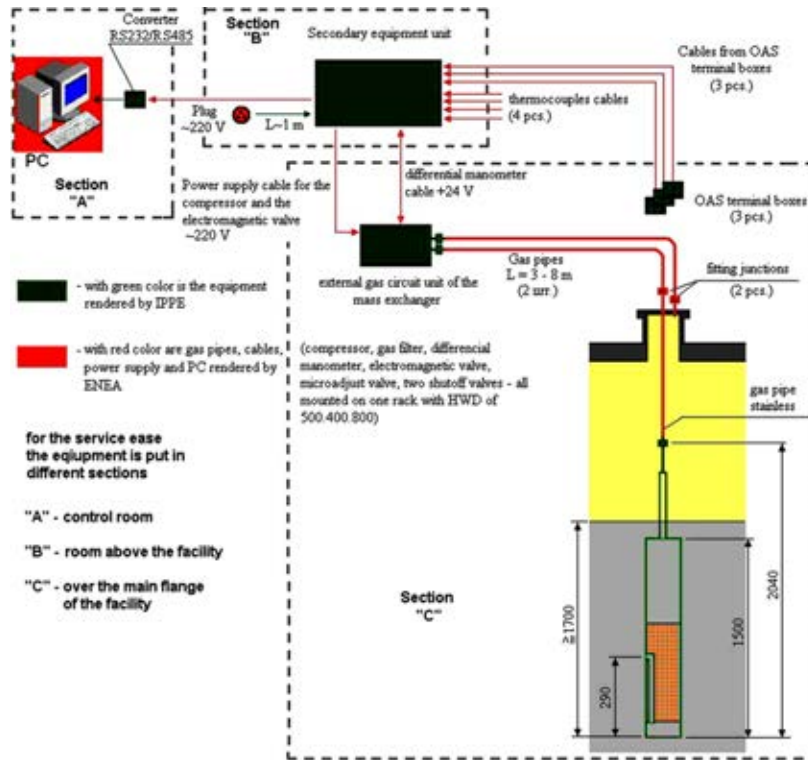 Converter
RS232/RS485
PC
Section
"A"
Section
"B"
Secondary equipment unit
Plug
~220 V
L~1 m
Cables from OAS
terminal boxes
(3 pcs.)
thermocouples cables
(4 pcs.)
Power supply cable for the
compressor and the
electromagnetic valve
~220 V
differential manometer
cable +24 V
OAS terminal boxes
(3 pcs.)
external gas circuit unit of the
mass exchanger
Gas pipes
L = 3 - 8 m
(2 шт.)
fitting junctions
(2 pcs.)
- with green color is the equipment
rendered by IPPE
- with red color are gas pipes, cables,
power supply and PC rendered by
ENEA
(compressor, gas filter, differencial
manometer, electromagnetic valve,
microadjust valve, two shutoff valves - all
mounted on one rack with HWD of
500.400.800)
gas pipe
stainless
for the service ease
the eqiupment is put in
different sections
"A" - control room
"B" - room above the facility
"C" - over the main flange
of the facility
Section
"C"
≥1700
290
1500
2040